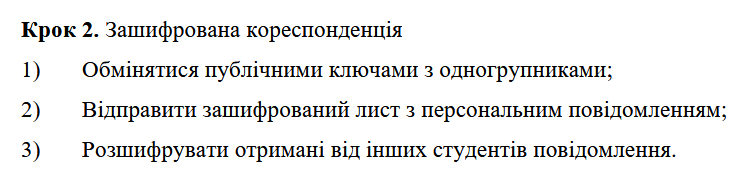 Крок 2. Зашифрована кореспонденція
1) Обмінятися публічними ключами з одногрупниками;
2) Відправити зашифрований лист з персональним повідомленням;
3) Розшифрувати отримані від інших студентів повідомлення.